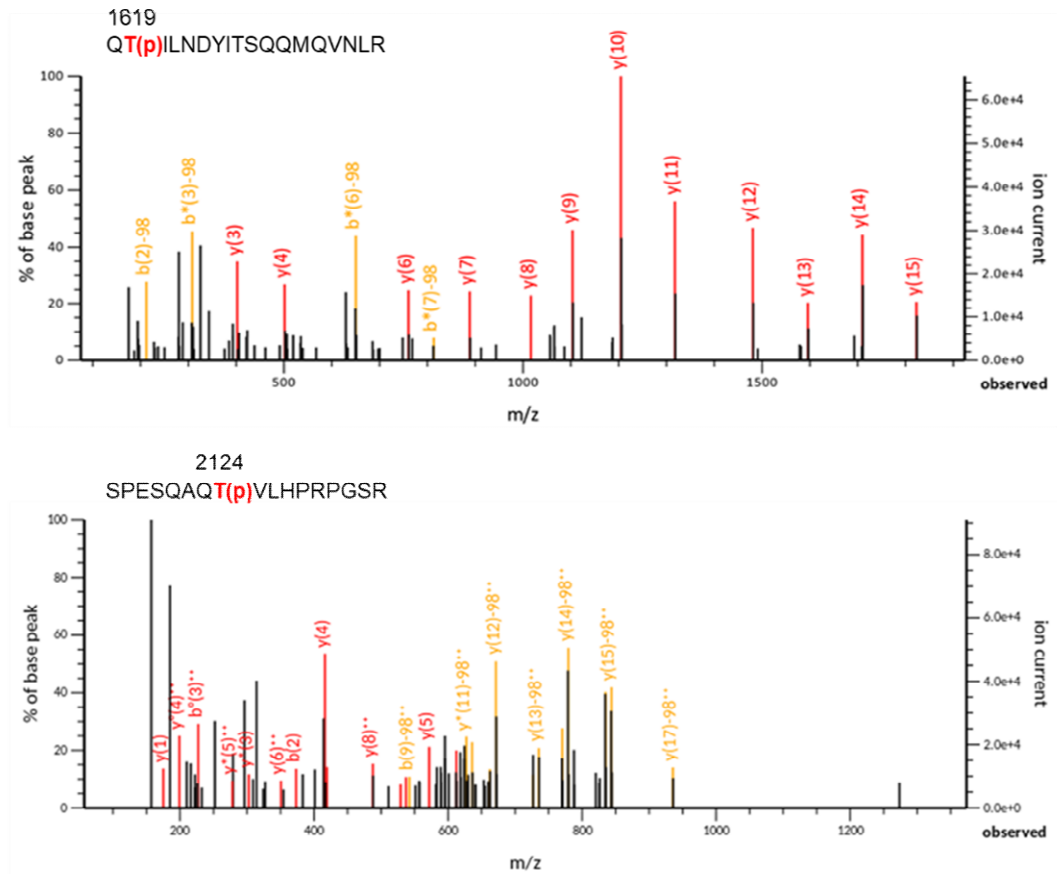 1619
QT(p)ILNDYITSQQMQVNLR
100
80
60
40
20
0
% of base peak
b(2)-98
b*(3)-98
y(3)
y(4)
b*(6)-98
y(6)
b*(7)-98
y(7)
y(8)
y(9)
y(10)
y(11)
y(12)
y(13)
y(14)
y(15)
6.0e+4
5.0e+4
4.0e+4
3.0e+4
2.0e+4
1.0e+4
0.0e+0
ion current
500
1000
1500
observed
m/z
2124
SPESQAQT(p)VLHPRPGSR
100
80
60
40
20
0
% of base peak
y(1)
y*(4)⁺⁺
b°(3)⁺⁺
y*(5)⁺⁺
y*(3)
y(6)⁺⁺
b(2)
y(4)
y(8)⁺⁺
b(9)-98⁺⁺
y(5)
y*(11)-98⁺⁺
y(12)-98⁺⁺
y(13)-98⁺⁺
y(14)-98⁺⁺
y(15)-98⁺⁺
y(17)-98⁺⁺
8.0e+4
6.0e+4
4.0e+4
2.0e+4
0.0e+0
ion current
200
400
600
800
1000
1200
observed
m/z